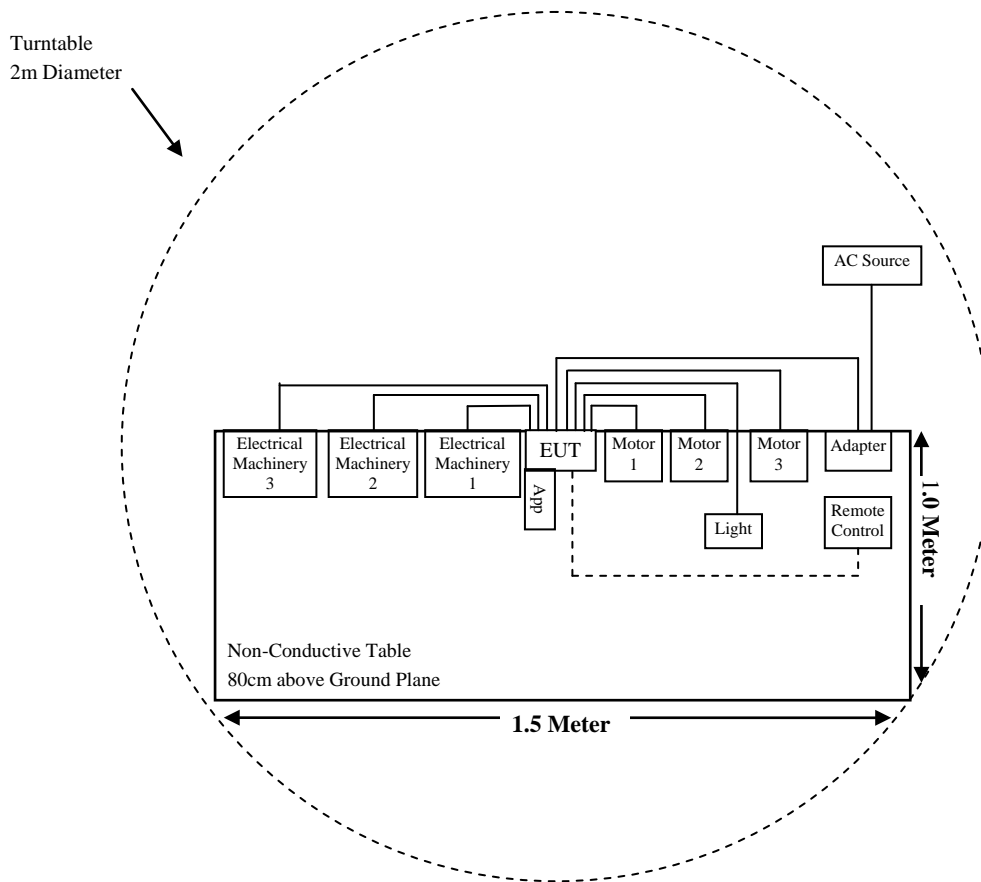 Turntable
2m Diameter
AC Source
Electrical
Machinery
3
Electrical
Machinery
2
Electrical
Machinery
1
EUT
App
Motor
1
Motor
2
Motor
3
Adapter
Light
Remote
Control
1.0 Meter
Non-Conductive Table
80cm above Ground Plane
1.5 Meter